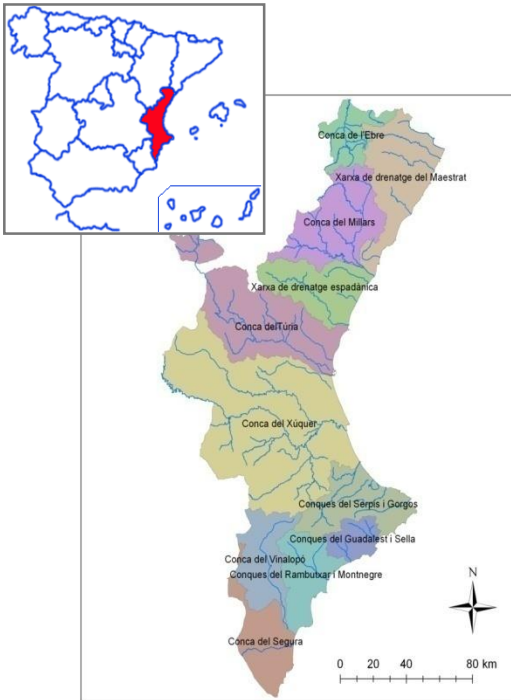 Conca de l'Ebre
Xarxa de drenatge del Maestrat
Conca del Millars
Xarxa de drenatge espadànica
Conca delTúria
Conca del Xúquer
Conques del Serpis i Gorgos
Conques del Guadalest i Sella
Conca del Vinalopó
Conques del Rambutxar i Montnegre
Conca del Segura
N
0 20 40 80 km